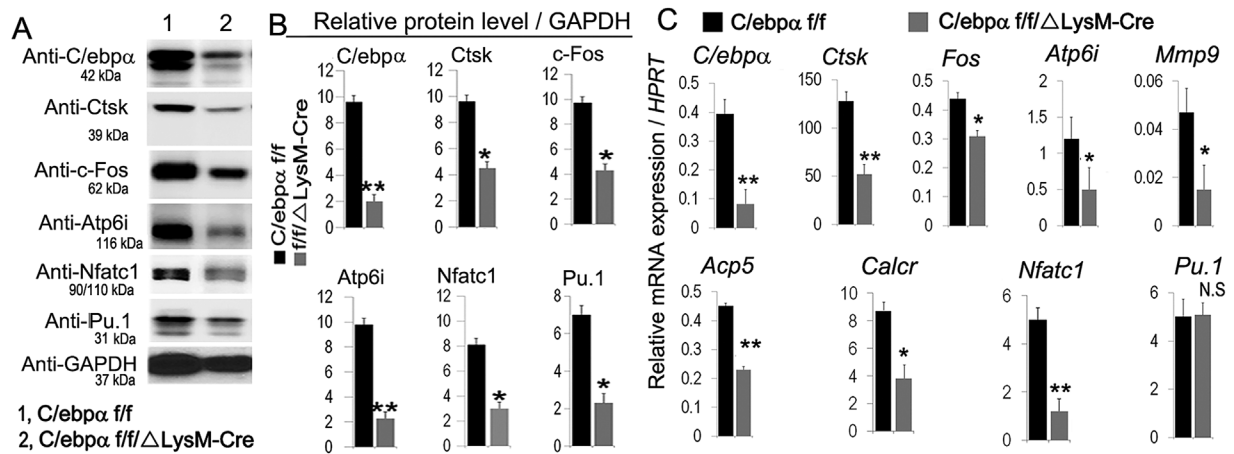 A
1 2
Anti-C/ebpα
42 kDa
Anti-Ctsk
39 kDa
Anti-c-Fos
62 kDa
Anti-Atp6i
116 kDa
Anti-Nfatc1
90/110 kDa
Anti-Pu.1
31 kDa
Anti-GAPDH
37 kDa
1, C/ebpα f/f
2, C/ebpα f/f/△LysM-Cre
B
Relative protein level / GAPDH
C/ebpα f/f
f/f/△LysM-Cre
C/ebpα
12
10
8
6
4
2
0
**
Ctsk
12
10
8
6
4
2
0
*
c-Fos
12
10
8
6
4
2
0
*
Atp6i
12
10
8
6
4
2
0
**
Nfatc1
12
10
8
6
4
2
0
*
Pu.1
8
6
4
2
0
*
C
C/ebpα f/f
C/ebpα f/f/△LysM-Cre
Relative mRNA expression / HPRT
C/ebpα
0.5
0.4
0.3
0.2
0.1
0
**
Ctsk
150
100
50
0
**
Fos
0.5
0.4
0.3
0.2
0.1
0
*
Atp6i
2
1.5
1
0.5
0
*
Mmp9
0.06
0.04
0.02
0
*
Acp5
0.5
0.4
0.3
0.2
0.1
0
**
Calcr
10
8
6
4
2
0
*
Nfatc1
6
4
2
0
**
Pu.1
N.S
6
4
2
0